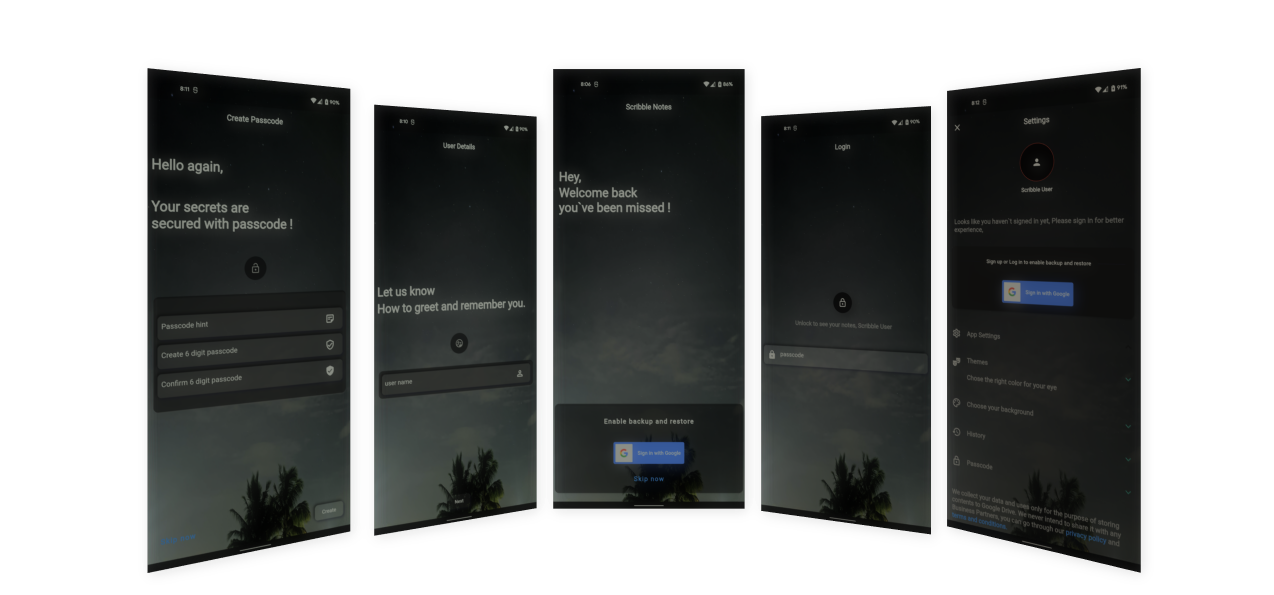 8:11
90%
Create Passcode
Hello again,
Your secrets are
secured with passcode !
Passcode hint
Create 6 digit passcode
Confirm 6 digit passcode
Create
8:10
90%
User Details
Let us know
How to greet and remember you.
user name
Next
8:06
86%
Scribble Notes
Hey,
Welcome back
you`ve been missed !
Enable backup and restore
Sign in with Google
Skip now
8:11
90%
Login
Unlock to see your notes, Scribble User
passcode
8:12
91%
Settings
Scribble User
Looks like you haven't signed in yet, Please sign in for better
experience.
Sign up or Log in to enable backup and restore
Sign in with Google
App Settings
Themes
Chose the right color for your eye
Choose your background
History
Passcode
We collect your data and uses only for the purpose of storing
contents to Google Drive. We never intend to share it with any
Business Partners, you can go through our privacy policy and
terms and conditions